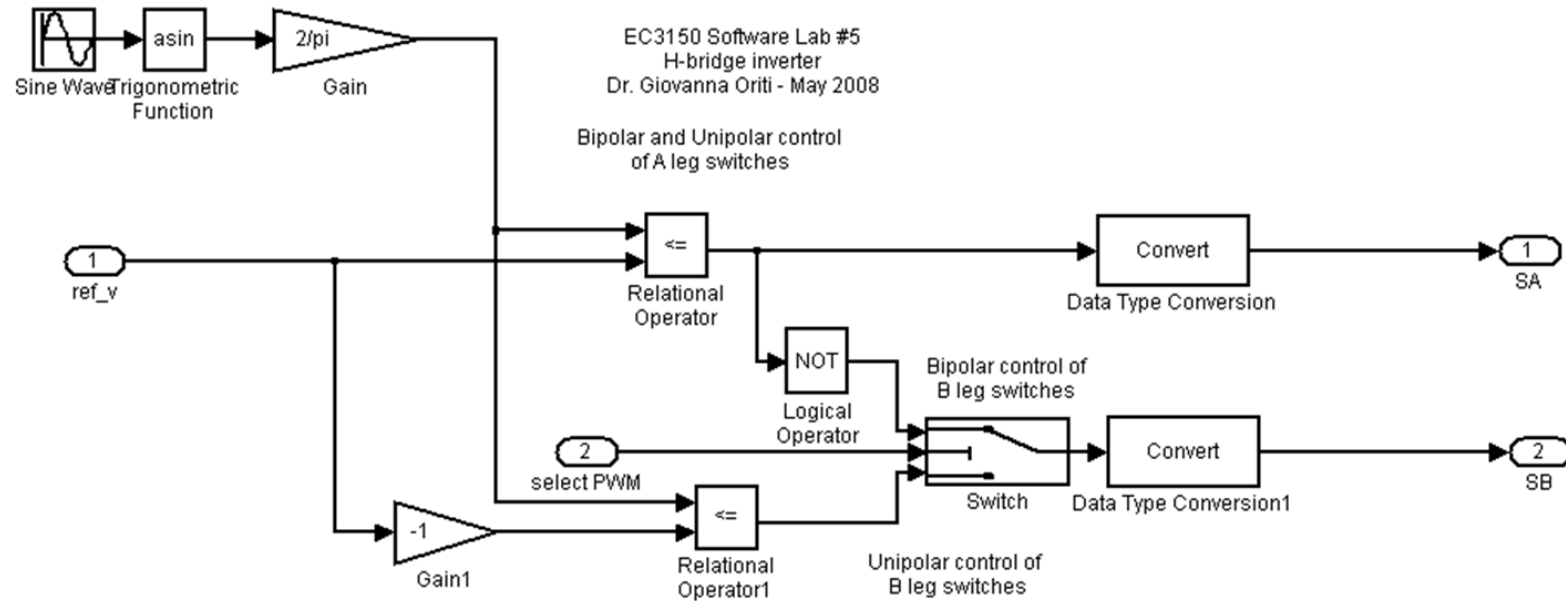 asin
2/pi
Sine Wave
Trigonometric
Function
Gain
EC3150 Software Lab #5
H-bridge inverter
Dr. Giovanna Oriti - May 2008
Bipolar and Unipolar control
of A leg switches
1
ref_v
<=
Relational
Operator
Convert
Data Type Conversion
1
SA
NOT
Logical
Operator
Bipolar control of
B leg switches
2
select PWM
Switch
Convert
Data Type Conversion1
2
SB
-1
Gain1
<=
Relational
Operator1
Unipolar control of
B leg switches